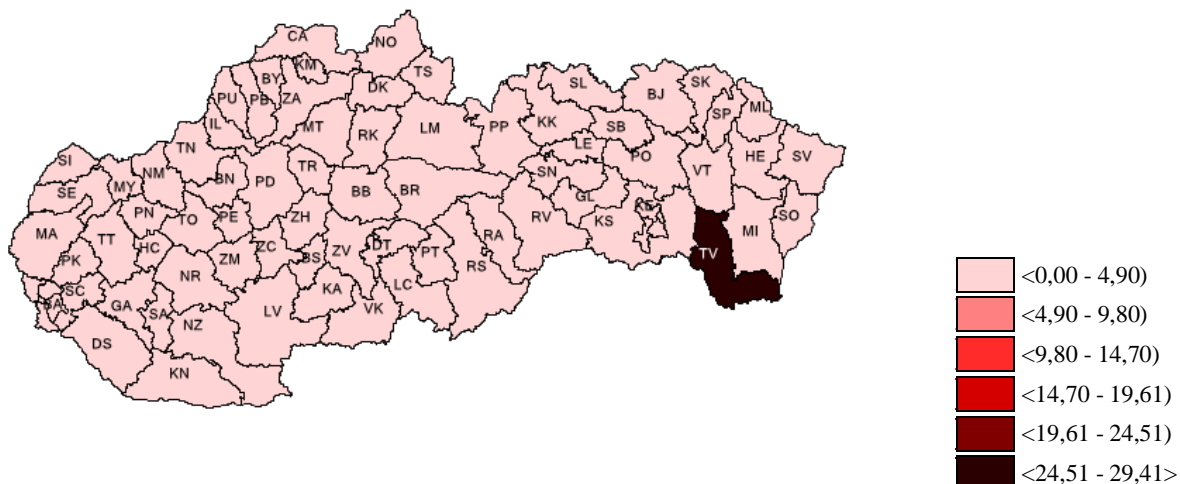 CA
NO
KM
TS
BY
PU
PB
ZA
DK
SL
SK
BJ
ML
SP
IL
MT
RK
LM
PP
KK
SB
TN
LE
PO
HE
SV
SI
TR
VT
NM
SN
BN
PD
MY
SE
BB
BR
GL
PN
TO
PE
ZH
RV
KS
KE
SO
MA
TT
HC
ZC
DT
ZV
RA
MI
PK
ZM
BS
PT
TV
NR
RS
SC
KA
LC
BA
GA
SA
LV
VK
NZ
DS
KN
<0,00 - 4,90)
<4,90 - 9,80)
<9,80 - 14,70)
<14,70 - 19,61)
<19,61 - 24,51)
<24,51 - 29,41>